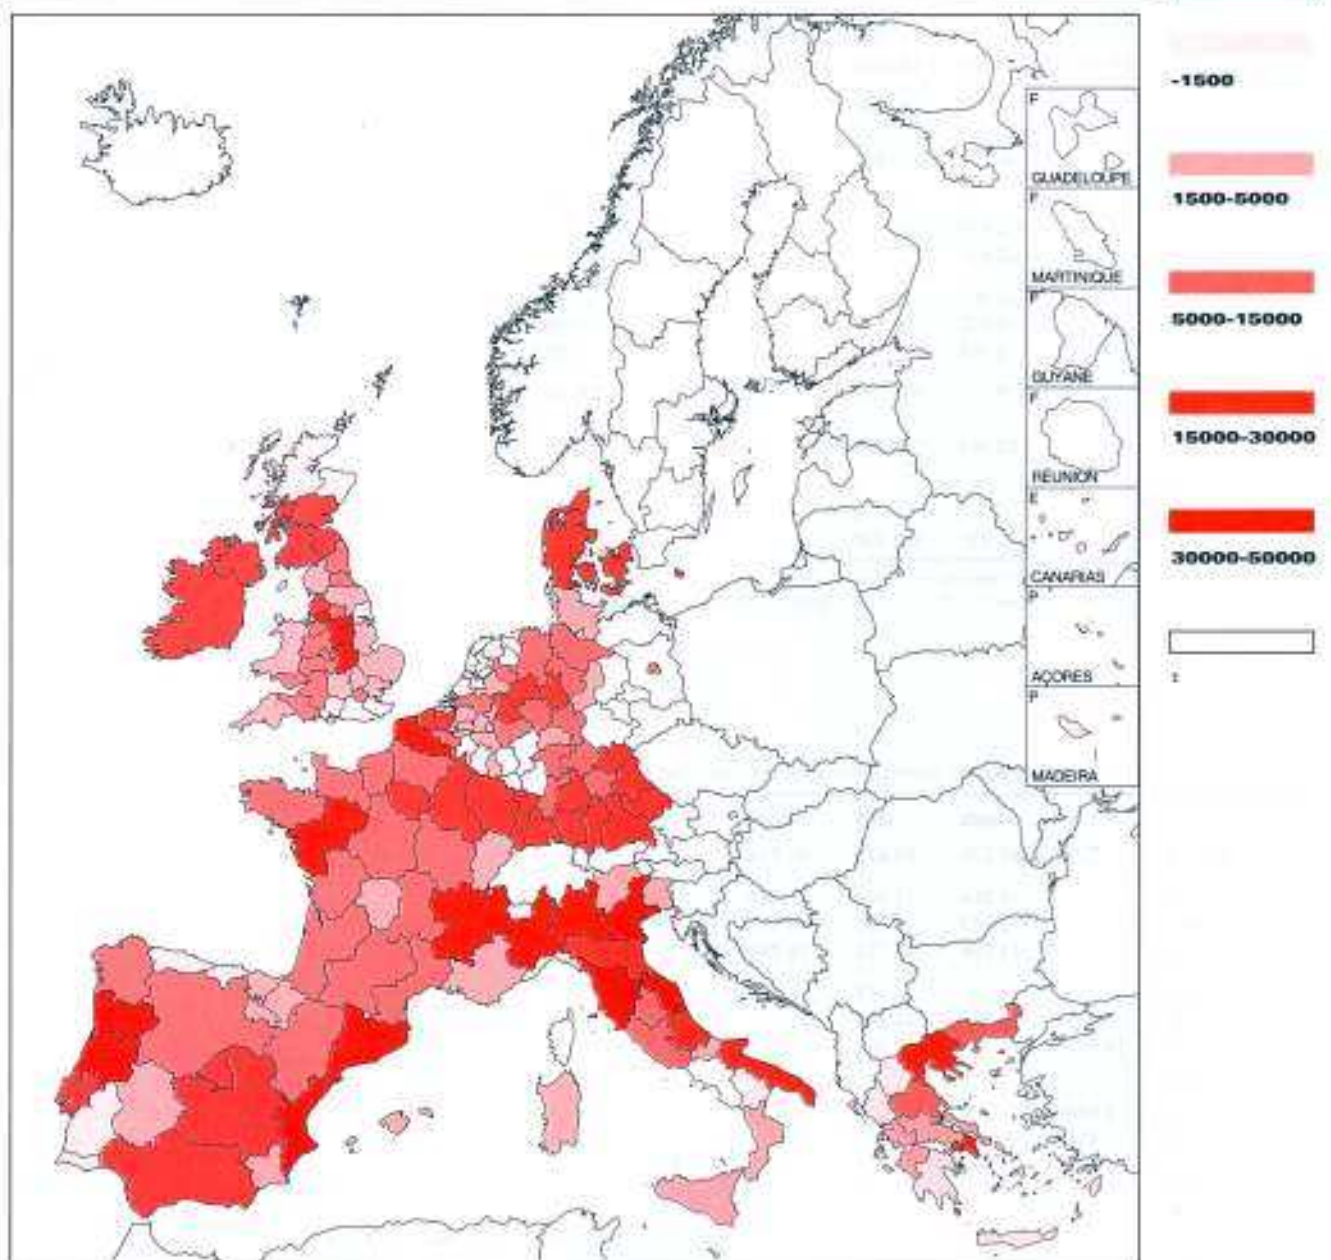 -1500
1500-5000
5000-15000
15000-30000
30000-50000
:
F
GUADELOUPE
F
MARTINIQUE
F
GUYANE
F
REUNION
E
CANARIAS
P
AÇORES
P
MADEIRA